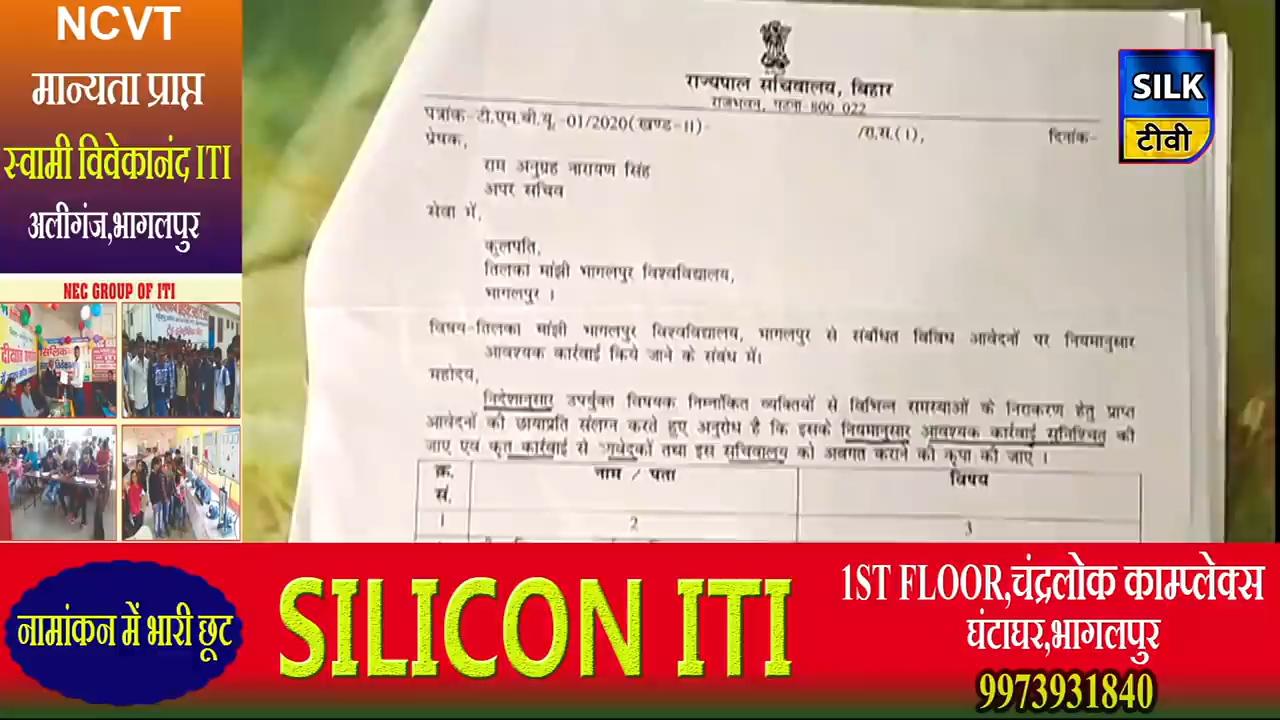 NCVT
मान्यता प्राप्त
स्वामी विवेकानंद ITI
अलीगंज,भागलपुर
NEC GROUP OF ITI
राज्यपाल सचिवालय, बिहार
राजभवन, पटना-800 022
पत्रांक-टी.एम.बी.यू.-01/2020(खण्ड-II)- /रा.स.(I), दिनांक-
प्रेषक,
राम अनुग्रह नारायण सिंह
अपर सचिव
सेवा में,
कुलपति,
तिलका मांझी भागलपुर विश्वविद्यालय,
भागलपुर ।
विषय-तिलका मांझी भागलपुर विश्वविद्यालय, भागलपुर से संबंधित विविध आवेदनों पर नियमानुसार
आवश्यक कार्रवाई किये जाने के संबंध में।
महोदय,
निदेशानुसार उपर्युक्त विषयक निम्नांकित व्यक्तियों से विभिन्न समस्याओं के निराकरण हेतु प्राप्त
आवेदनों की छायाप्रति संलग्न करते हुए अनुरोध है कि इसके नियमानुसार आवश्यक कार्रवाई सुनिश्चित की
जाए एवं कृत कार्रवाई से आवेदकों तथा इस सचिवालय को अवगत कराने की कृपा की जाए ।
क्र. सं. नाम / पता विषय
1 2 3
SILK
टीवी
नामांकन में भारी छूट
SILICON ITI
1ST FLOOR,चंद्रलोक काम्प्लेक्स
घंटाघर,भागलपुर
9973931840